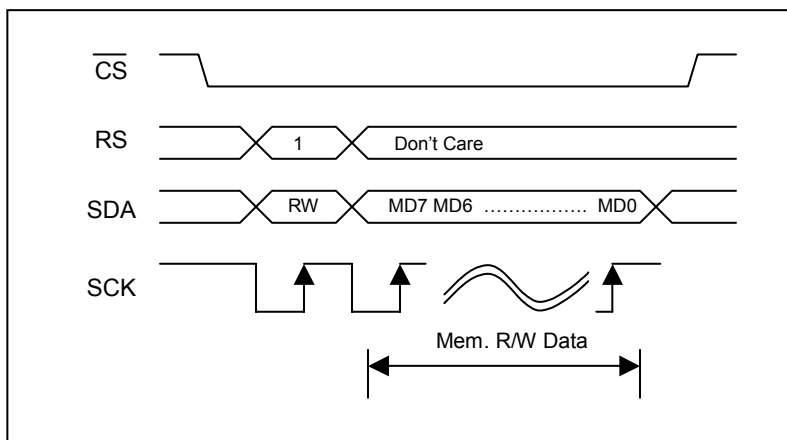 CS
RS 1 Don't Care
SDA RW MD7 MD6 ................. MD0
SCK
Mem. R/W Data